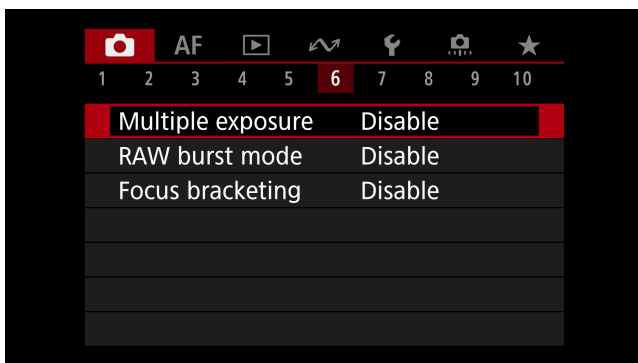 AF
1 2 3 4 5 6 7 8 9 10
Multiple exposure Disable
RAW burst mode Disable
Focus bracketing Disable